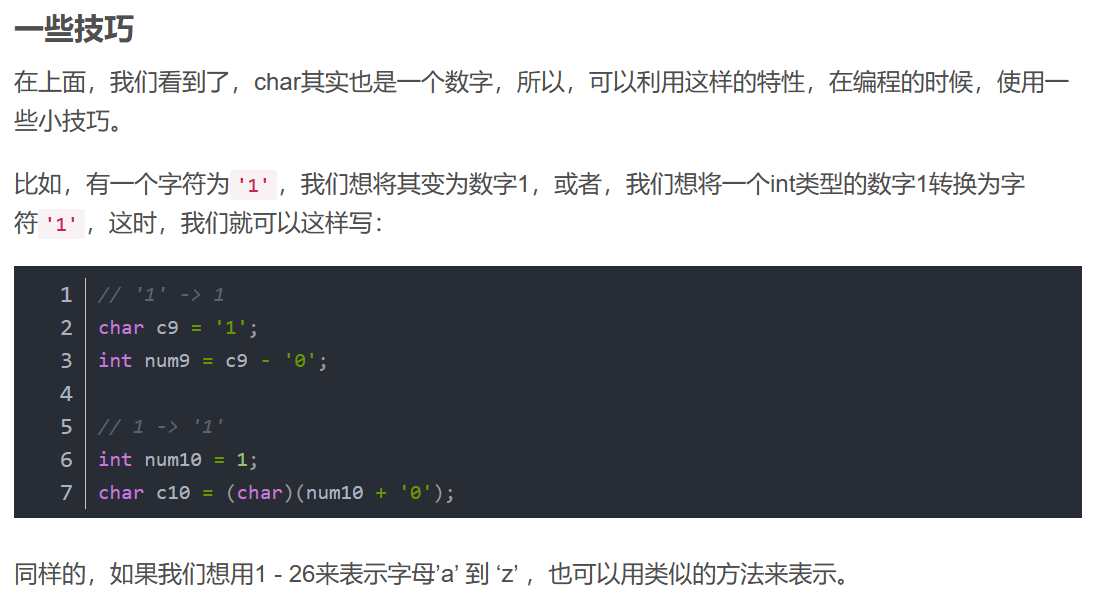 一些技巧
在上面，我们看到了，char其实也是一个数字，所以，可以利用这样的特性，在编程的时候，使用一
些小技巧。
比如，有一个字符为'1'，我们想将其变为数字1，或者，我们想将一个int类型的数字1转换为字
符'1'，这时，我们就可以这样写：
1 // '1' -> 1
2 char c9 = '1';
3 int num9 = c9 - '0';
4
5 // 1 -> '1'
6 int num10 = 1;
7 char c10 = (char)(num10 + '0');
同样的，如果我们想用1 - 26来表示字母’a’ 到 ‘z’ ，也可以用类似的方法来表示。